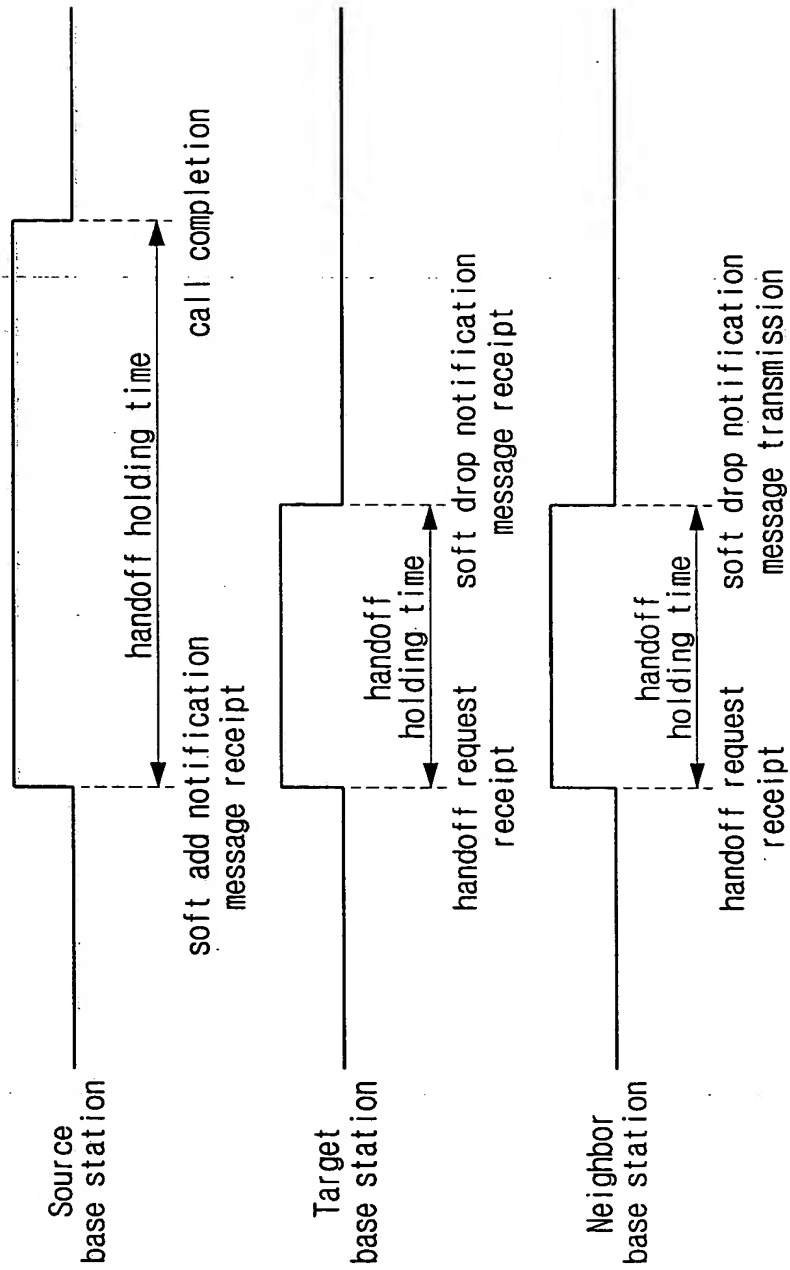 Source
base station
handoff holding time
soft add notification
message receipt
call completion
Target
base station
handoff
holding time
handoff request
receipt
soft drop notification
message receipt
Neighbor
base station
handoff
holding time
handoff request
receipt
soft drop notification
message transmission